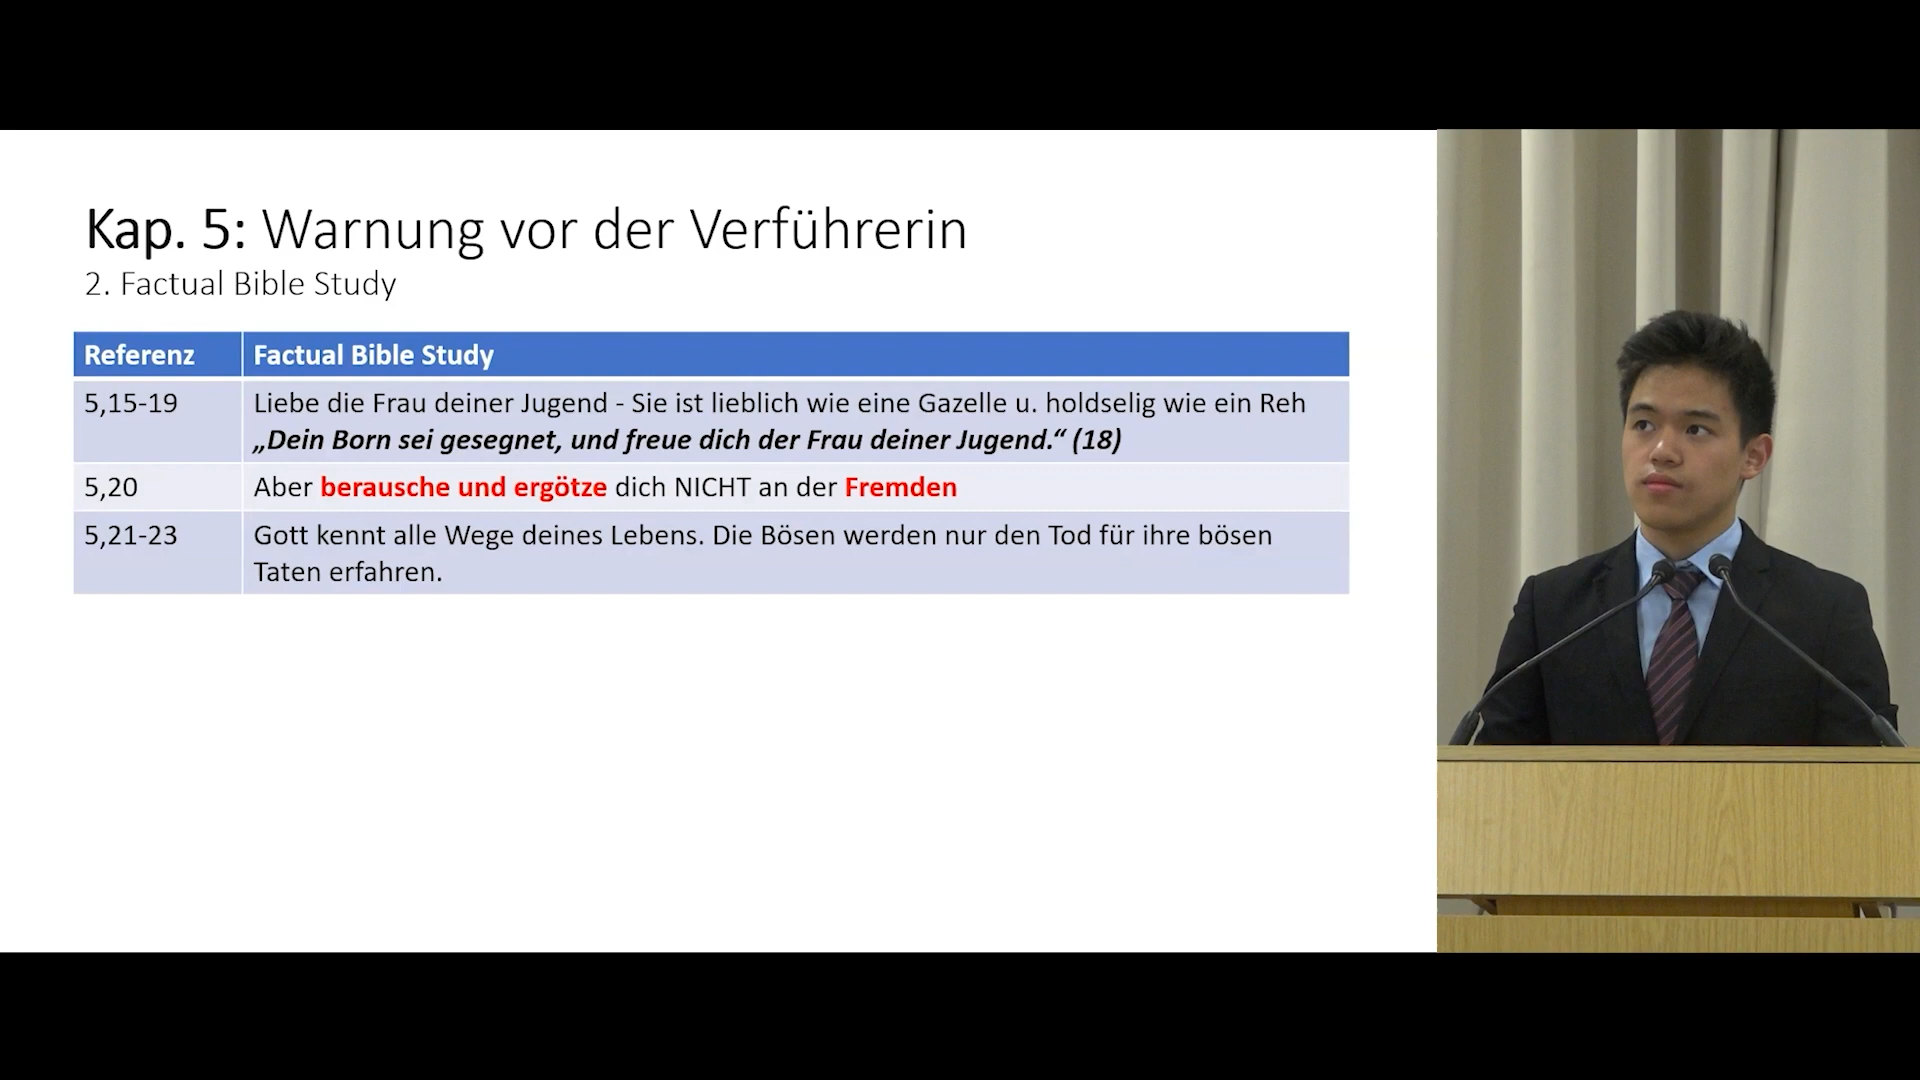 Kap. 5: Warnung vor der Verführerin
2. Factual Bible Study
Referenz Factual Bible Study
5,15-19 Liebe die Frau deiner Jugend - Sie ist lieblich wie eine Gazelle u. holdselig wie ein Reh
„Dein Born sei gesegnet, und freue dich der Frau deiner Jugend.“ (18)
5,20 Aber berausche und ergötze dich NICHT an der Fremden
5,21-23 Gott kennt alle Wege deines Lebens. Die Bösen werden nur den Tod für ihre bösen
Taten erfahren.